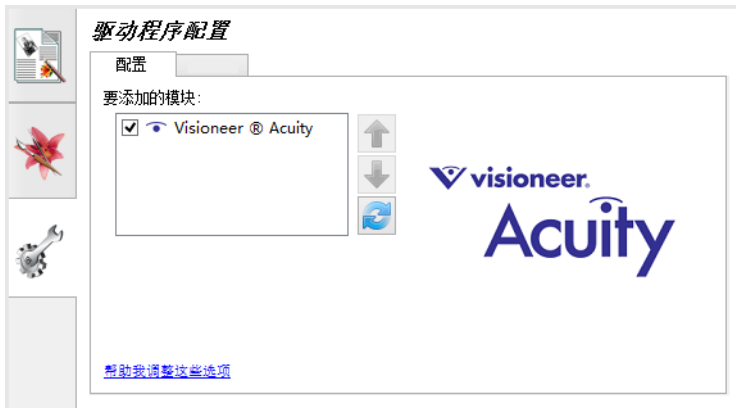 驱动程序配置
配置
要添加的模块:
Visioneer ® Acuity
visioneer.
Acuity
帮助我调整这些选项